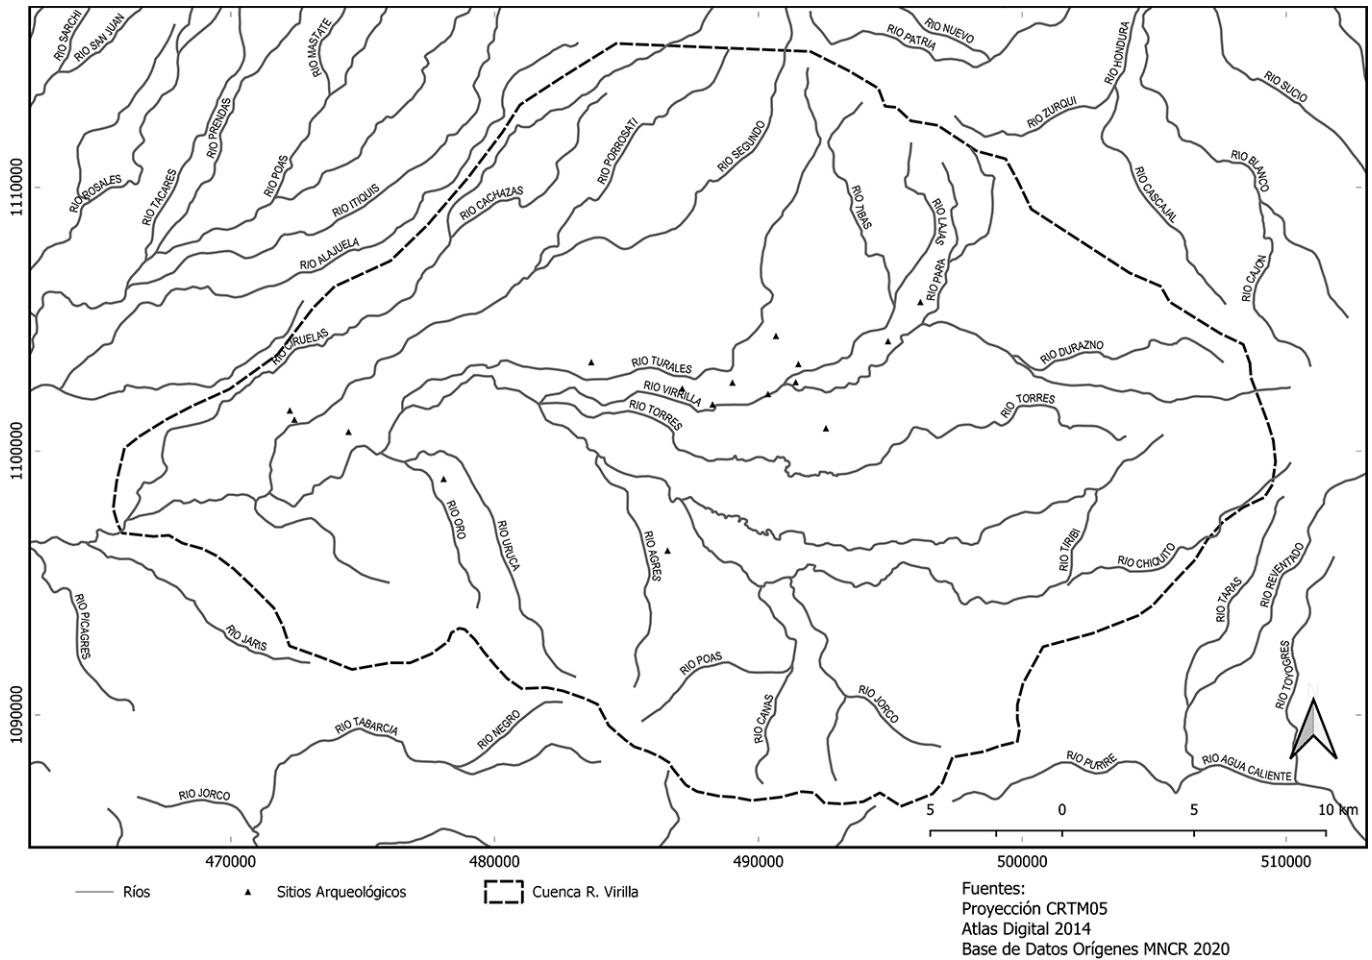 RIO SARCHI
RIO SAN JUAN
RIO MASTATE
RIO NUEVO
RIO PATRIA
RIO HONDURA
RIO SUCIO
RIO ZURQUI
RIO PRENDAS
RIO PORROSATI
RIO SEGUNDO
RIO BLANCO
1110000
RIO ROSALES
RIO TACARES
RIO POAS
RIO ITIQUIS
RIO CACHAZAS
RIO TIBAS
RIO LAJAS
RIO CASCAJAL
RIO ALAJUELA
RIO PARA
RIO CAJON
RIO CIRUELAS
RIO TURALES
RIO DURAZNO
RIO VIRRILLA
RIO TORRES
RIO TORRES
1100000
RIO ORO
RIO URUCA
RIO AGRES
RIO TIRIBI
RIO CHIQUITO
RIO TARAS
RIO REVENTADO
RIO PICAGRES
RIO JARIS
RIO POAS
RIO TOYOGRES
RIO CAÑAS
RIO JORCO
N
1090000
RIO TABARCIA
RIO NEGRO
RIO PURIRE
RIO AGUA CALIENTE
RIO JORCO
5 0 5 10 km
470000 480000 490000 500000 510000
Ríos Sitios Arqueológicos Cuenca R. Virilla
Fuentes:
Proyección CRTM05
Atlas Digital 2014
Base de Datos Orígenes MNCR 2020